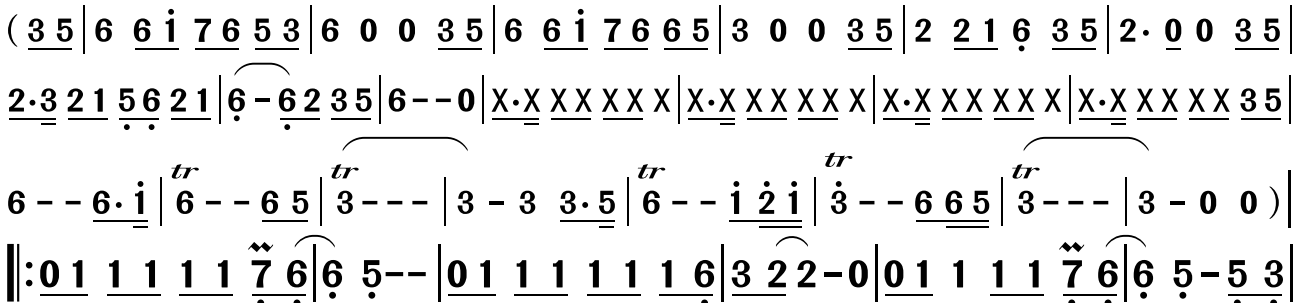 ( 3 5 | 6 6 i 7 6 5 3 | 6 0 0 3 5 | 6 6 i 7 6 6 5 | 3 0 0 3 5 | 2 2 1 6 3 5 | 2· 0 0 3 5 |
2·3 2 1 5 6 2 1 | 6 - 6 2 3 5 | 6 - - 0 | X·X X X X X X | X·X X X X X X | X·X X X X X X | X·X X X X X 3 5 |
6 - - 6· i | tr 6 - - 6 5 | tr 3 - - - | 3 - 3 3·5 | tr 6 - - i 2 i | tr 3 - - 6 6 5 | tr 3 - - - | 3 - 0 0 ) |
‖: 0 1 1 1 1 1 7 6 | 6 5 - - | 0 1 1 1 1 1 1 6 | 3 2 2 - 0 | 0 1 1 1 1 7 6 | 6 5 - 5 3 |